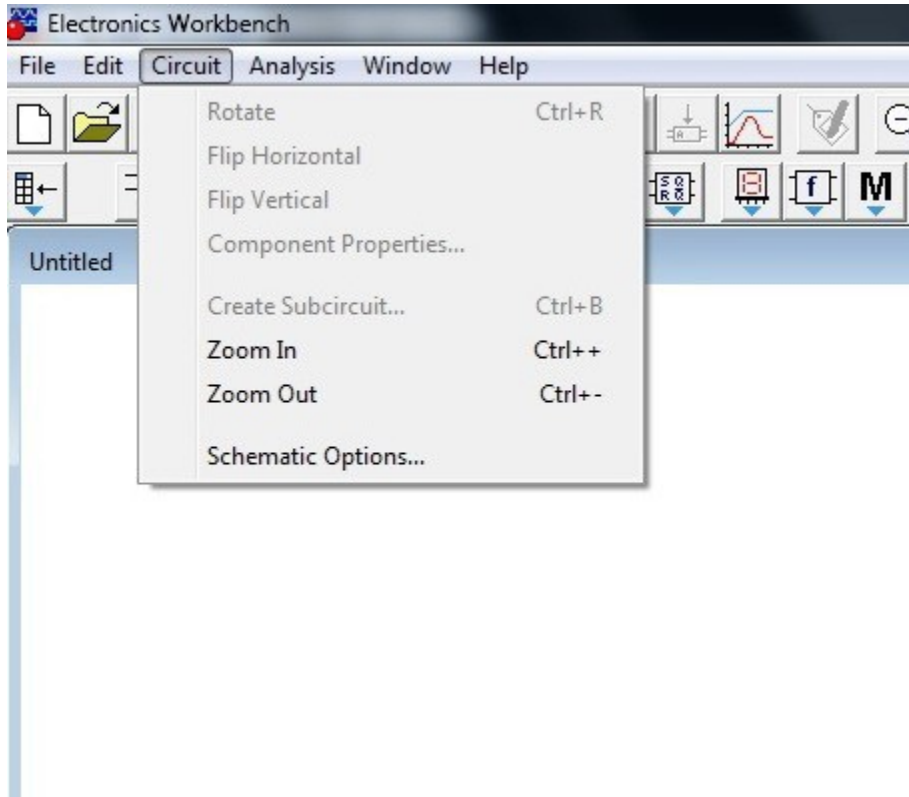 Electronics Workbench
File Edit Circuit Analysis Window Help
Rotate Ctrl+R
Flip Horizontal
Flip Vertical
Component Properties...
Create Subcircuit... Ctrl+B
Zoom In Ctrl++
Zoom Out Ctrl+-
Schematic Options...
S Q
R Q
f M
Untitled